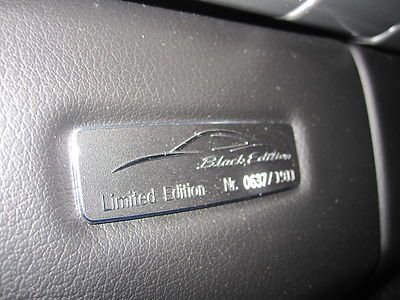 Black Edition
Limited Edition Nr. 0637/1911